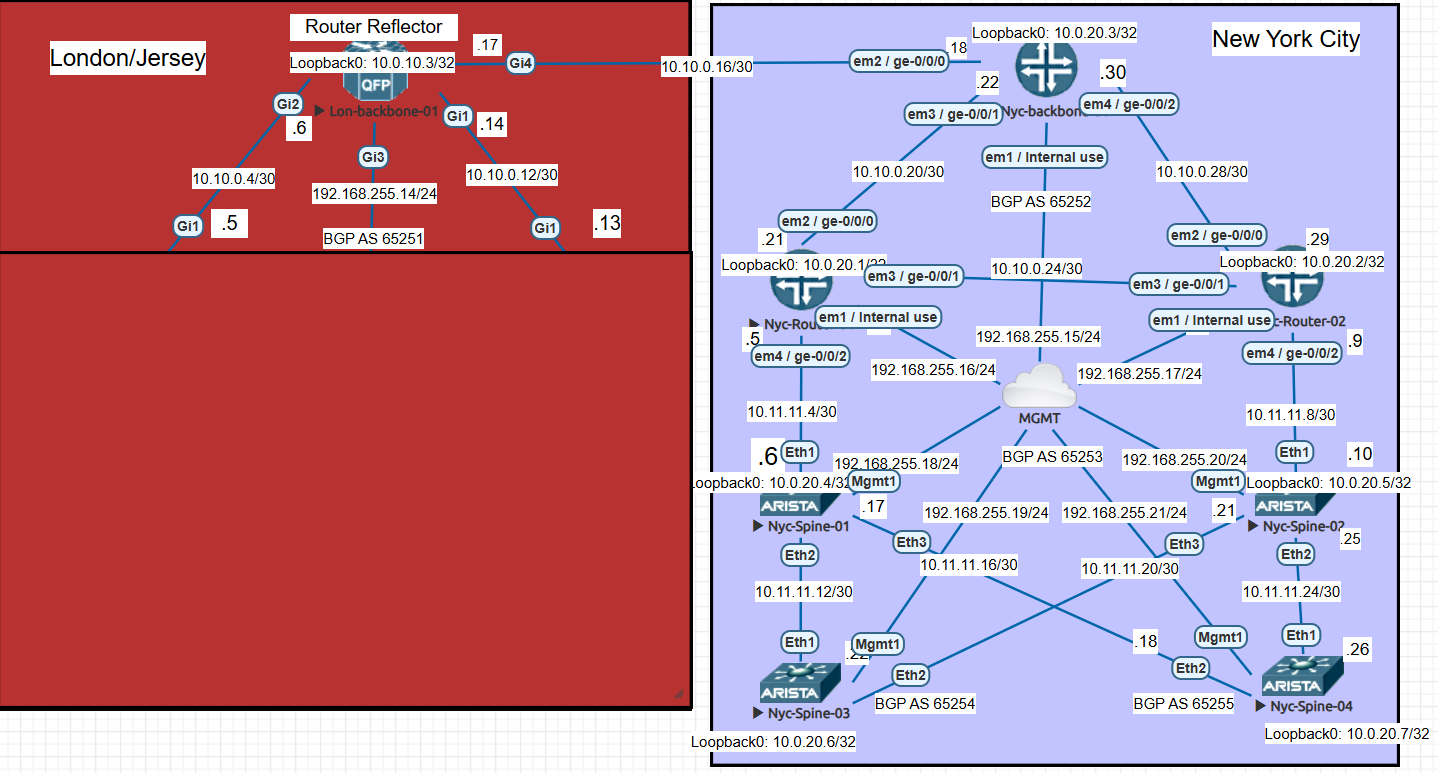 Router Reflector
London/Jersey
.17
Loopback0: 10.0.10.3/32
Gi4
QFP
Lon-backbone-01
Gi2
.6
Gi1
.14
Gi3
10.10.0.4/30
10.10.0.12/30
192.168.255.14/24
Gi1
.5
Gi1
.13
BGP AS 65251
10.10.0.16/30
New York City
Loopback0: 10.0.20.3/32
.18
em2 / ge-0/0/0
.22
.30
em3 / ge-0/0/1
Nyc-backbone
em4 / ge-0/0/2
em1 / Internal use
10.10.0.20/30
10.10.0.28/30
BGP AS 65252
em2 / ge-0/0/0
em2 / ge-0/0/0
.21
.29
Loopback0: 10.0.20.1/32
Loopback0: 10.0.20.2/32
em3 / ge-0/0/1
10.10.0.24/30
em3 / ge-0/0/1
em1 / Internal use
em1 / Internal use
Nyc-Rou
c-Router-02
.5
192.168.255.15/24
.9
em4 / ge-0/0/2
em4 / ge-0/0/2
192.168.255.16/24
192.168.255.17/24
MGMT
10.11.11.4/30
10.11.11.8/30
.6
Eth1
BGP AS 65253
Eth1
.10
192.168.255.18/24
192.168.255.20/24
Loopback0: 10.0.20.4/32
Mgmt1
Mgmt1
Loopback0: 10.0.20.5/32
ARISTA
.17
192.168.255.19/24
192.168.255.21/24
.21
ARISTA
Nyc-Spine-01
Nyc-Spine-02
Eth3
Eth3
.25
Eth2
Eth2
10.11.11.16/30
10.11.11.20/30
10.11.11.12/30
10.11.11.24/30
Eth1
Mgmt1
.18
Mgmt1
Eth1
.22
.26
Eth2
Eth2
ARISTA
ARISTA
BGP AS 65254
BGP AS 65255
Nyc-Spine-03
Nyc-Spine-04
Loopback0: 10.0.20.6/32
Loopback0: 10.0.20.7/32